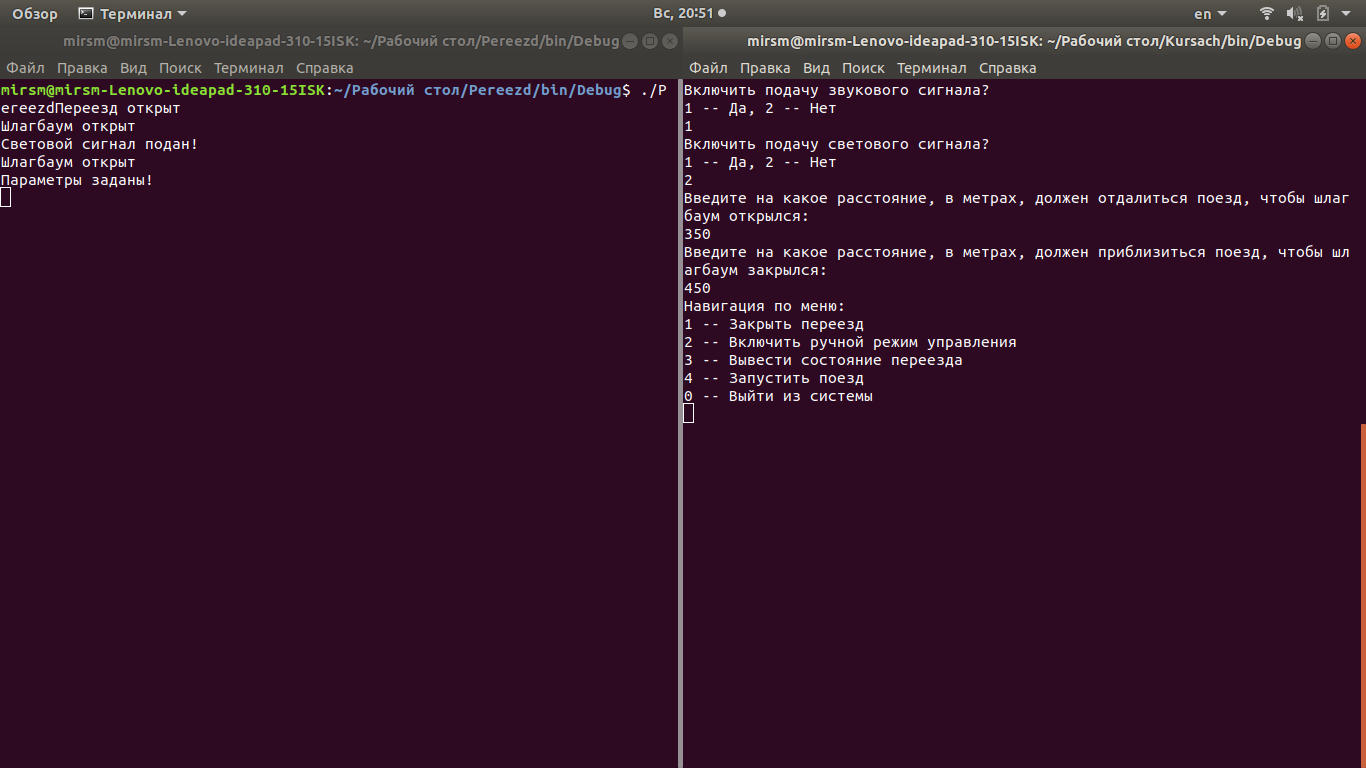 Обзор Терминал Вс, 20:51 en
mirsm@mirsm-Lenovo-ideapad-310-15ISK: ~/Рабочий стол/Pereezd/bin/Debug
Файл Правка Вид Поиск Терминал Справка
mirsm@mirsm-Lenovo-ideapad-310-15ISK:~/Рабочий стол/Pereezd/bin/Debug$ ./P
ereezdПереезд открыт
Шлагбаум открыт
Световой сигнал подан!
Шлагбаум открыт
Параметры заданы!
mirsm@mirsm-Lenovo-ideapad-310-15ISK: ~/Рабочий стол/Kursach/bin/Debug
Файл Правка Вид Поиск Терминал Справка
Включить подачу звукового сигнала?
1 -- Да, 2 -- Нет
1
Включить подачу светового сигнала?
1 -- Да, 2 -- Нет
2
Введите на какое расстояние, в метрах, должен отдалиться поезд, чтобы шлаг
баум открылся:
350
Введите на какое расстояние, в метрах, должен приблизиться поезд, чтобы шл
агбаум закрылся:
450
Навигация по меню:
1 -- Закрыть переезд
2 -- Включить ручной режим управления
3 -- Вывести состояние переезда
4 -- Запустить поезд
0 -- Выйти из системы